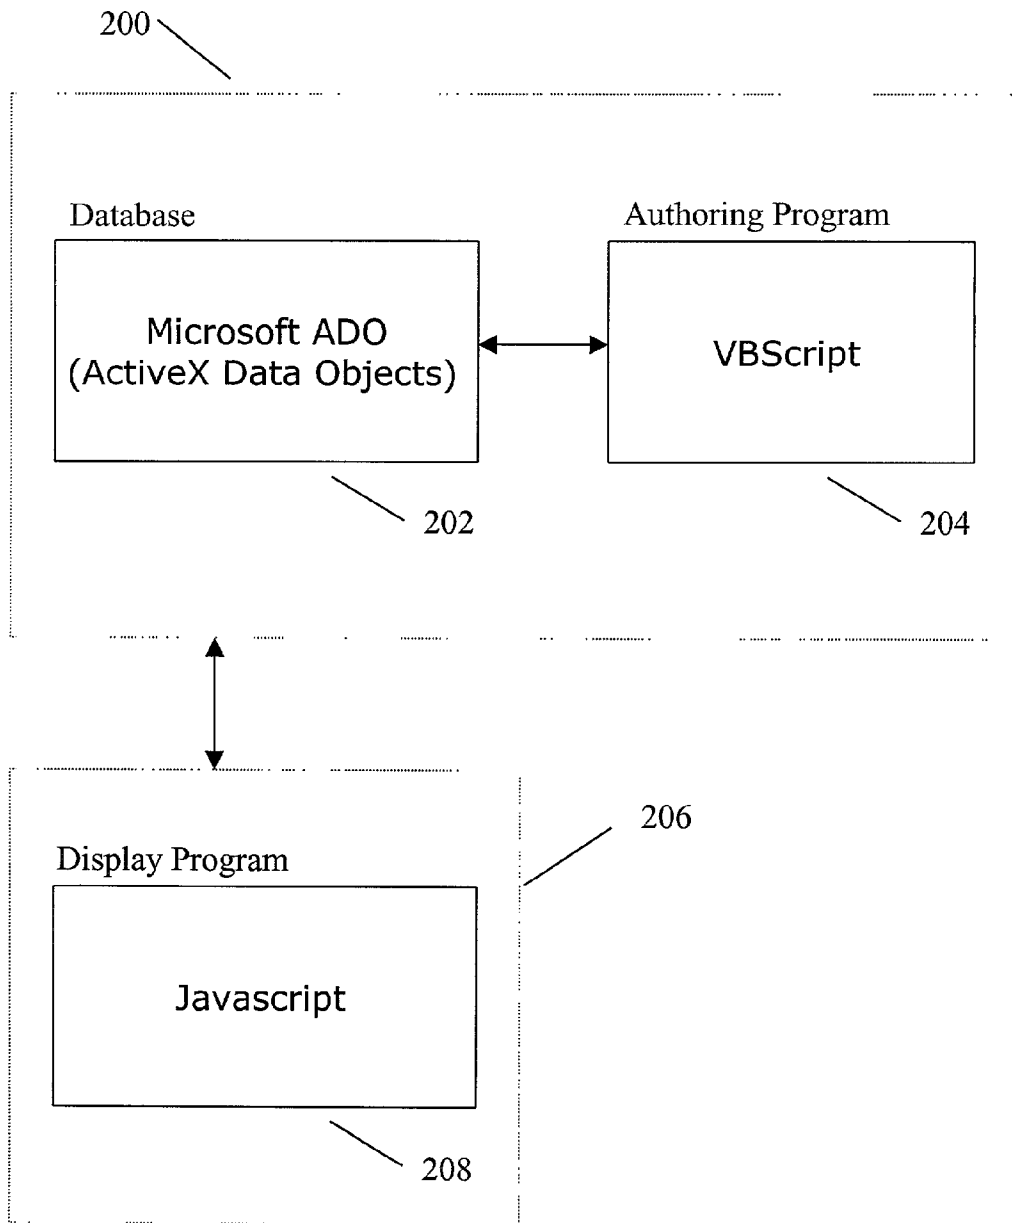 200
Database
Authoring Program
Microsoft ADO
(ActiveX Data Objects)
VBScript
202
204
206
Display Program
Javascript
208